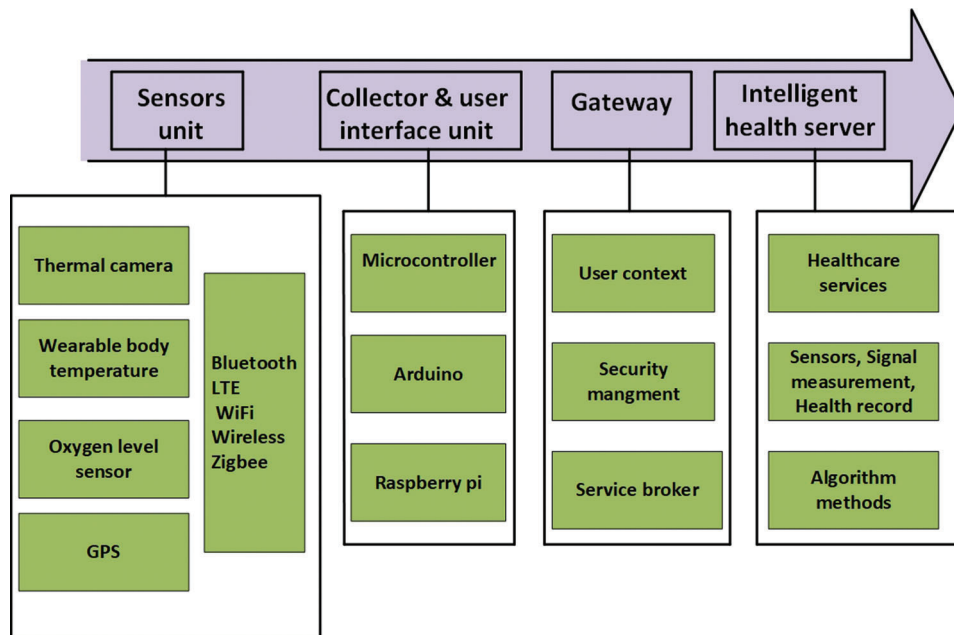 Sensors
unit
Collector & user
interface unit
Gateway
Intelligent
health server
Thermal camera
Wearable body
temperature
Oxygen level
sensor
GPS
Bluetooth
LTE
WiFi
Wireless
Zigbee
Microcontroller
Arduino
Raspberry pi
User context
Security
mangment
Service broker
Healthcare
services
Sensors, Signal
measurement,
Health record
Algorithm
methods